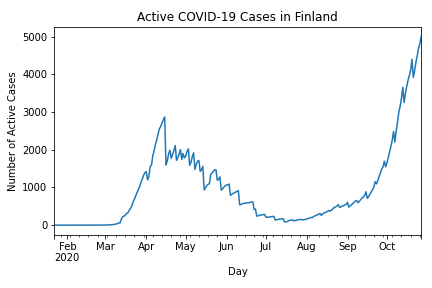 Active COVID-19 Cases in Finland
Number of Active Cases
5000
4000
3000
2000
1000
0
Feb Mar Apr May Jun Jul Aug Sep Oct
2020
Day